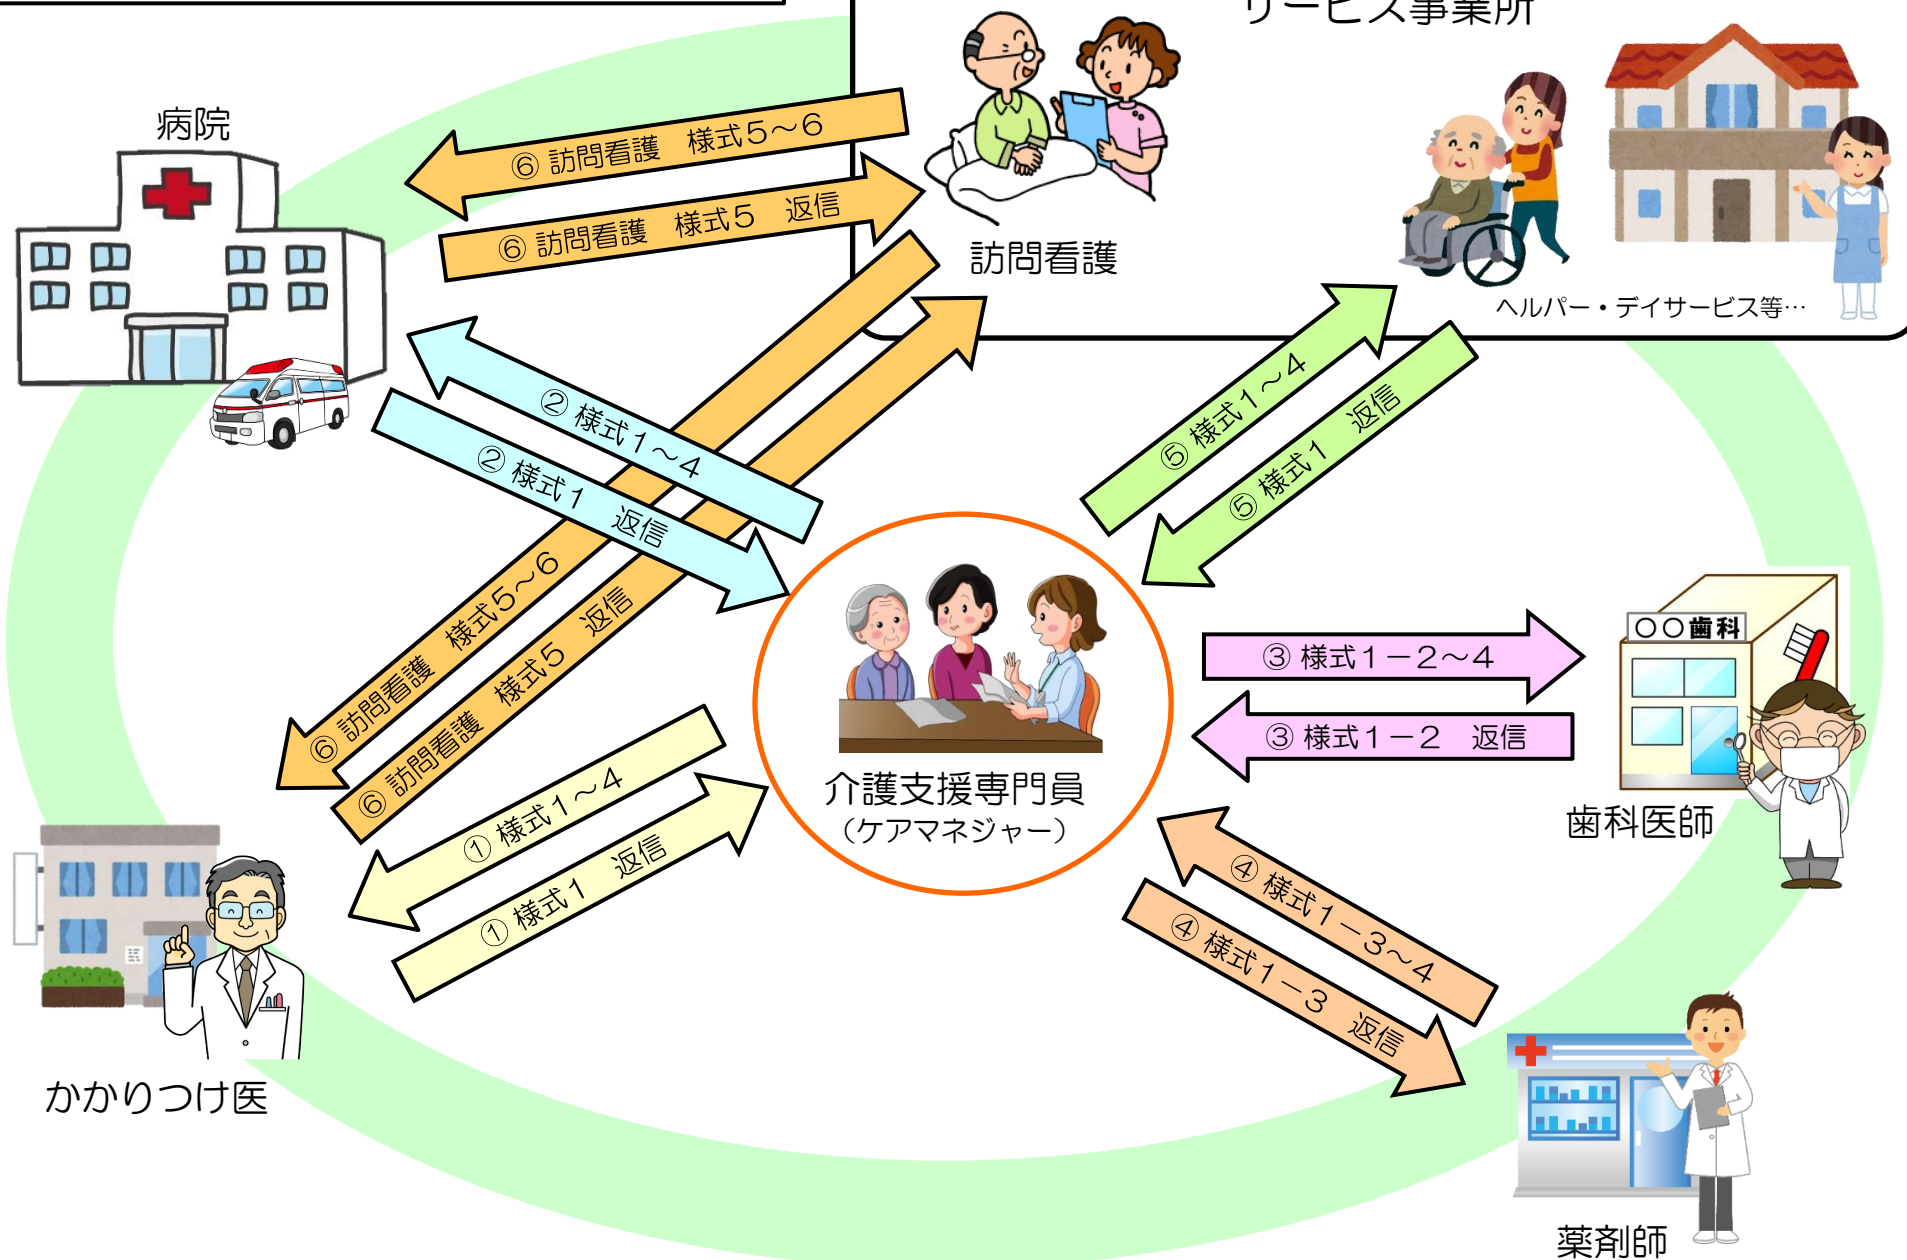 サービス事業所
病院
⑥ 訪問看護　様式５～６
⑥ 訪問看護　様式５　返信
訪問看護
ヘルパー・デイサービス等…
② 様式１～４
② 様式１　返信
⑤ 様式１～４
⑤ 様式１　返信
⑥ 訪問看護　様式５～６
⑥ 訪問看護　様式５　返信
〇〇歯科
③ 様式１－２～４
③ 様式１－２　返信
歯科医師
介護支援専門員
（ケアマネジャー）
① 様式１～４
① 様式１　返信
④ 様式１－３～４
④ 様式１－３　返信
かかりつけ医
薬剤師